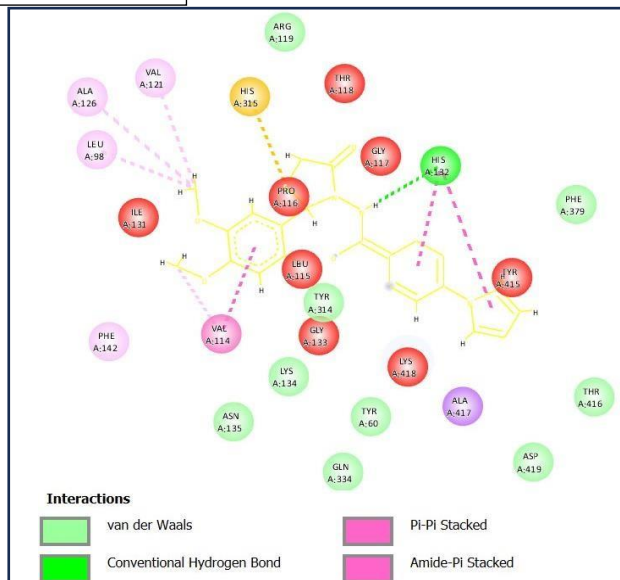 ARG
A:119
VAL
A:121
THR
A:118
HIS
A:315
ALA
A:126
LEU
A:98
GLY
A:117
HIS
A:132
PRO
A:116
PHE
A:379
ILE
A:131
LEU
A:115
TYR
A:415
TYR
A:314
VAL
A:114
GLY
A:133
PHE
A:142
LYS
A:418
LYS
A:134
ALA
A:417
THR
A:416
ASN
A:135
TYR
A:60
ASP
A:419
GLN
A:334
H
H
H
H
H
H
H
H
H
H
H
H
H
Interactions
van der Waals
Pi-Pi Stacked
Conventional Hydrogen Bond
Amide-Pi Stacked